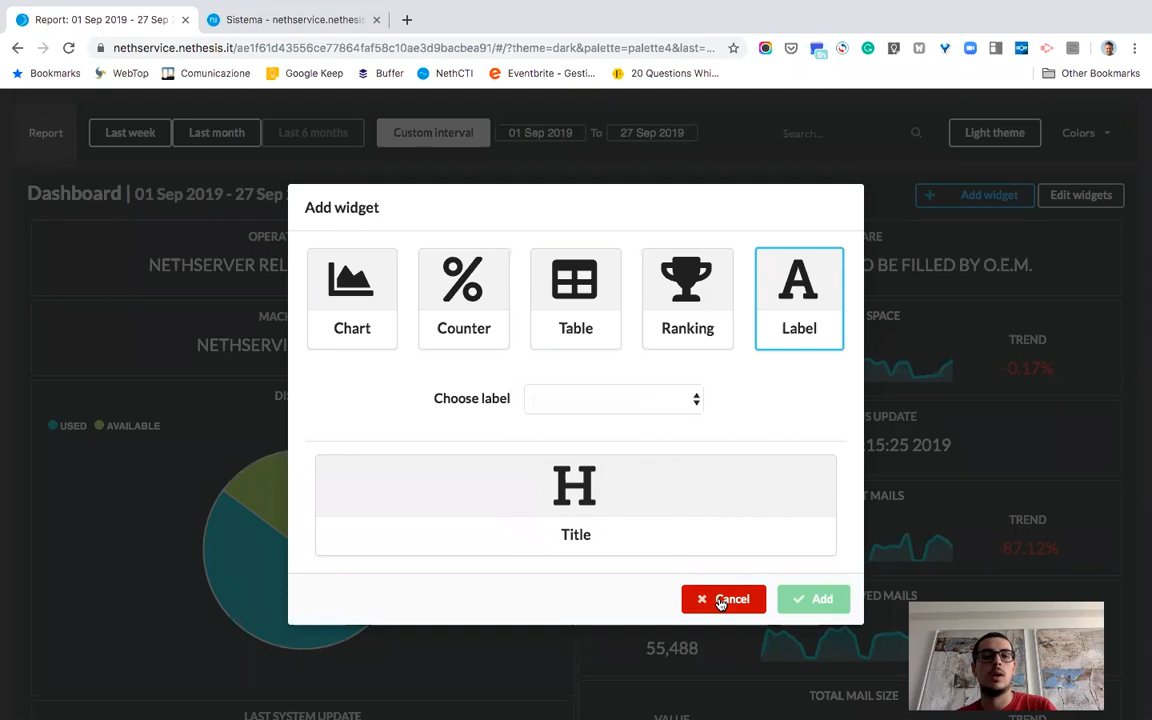 Report: 01 Sep 2019 - 27 Sep
Sistema - nethservice.nethesis
nethservice.nethesis.it/ae1f61d43556ce77864faf58c10ae3d9bacbea91/#/?theme=dark&palette=palette4&last=...
Bookmarks WebTop Comunicazione Google Keep Buffer NethCTI Eventbrite - Gesti... 20 Questions Whi... Other Bookmarks
Report Last week Last month Last 6 months Custom interval 01 Sep 2019 To 27 Sep 2019 Search... Light theme Colors
Dashboard | 01 Sep 2019 - 27 Sep
+ Add widget Edit widgets
Add widget
OPERA
ARE
NETHSERVER REL
O BE FILLED BY O.E.M.
Chart Counter Table Ranking Label
MAC
SPACE
NETHSERVI
TREND
-0.17%
DIS
USED AVAILABLE
Choose label
S UPDATE
:15:25 2019
H
Title
T MAILS
TREND
-87.12%
Cancel Add
VED MAILS
55,488
TOTAL MAIL SIZE
LAST SYSTEM UPDATE
VALUE